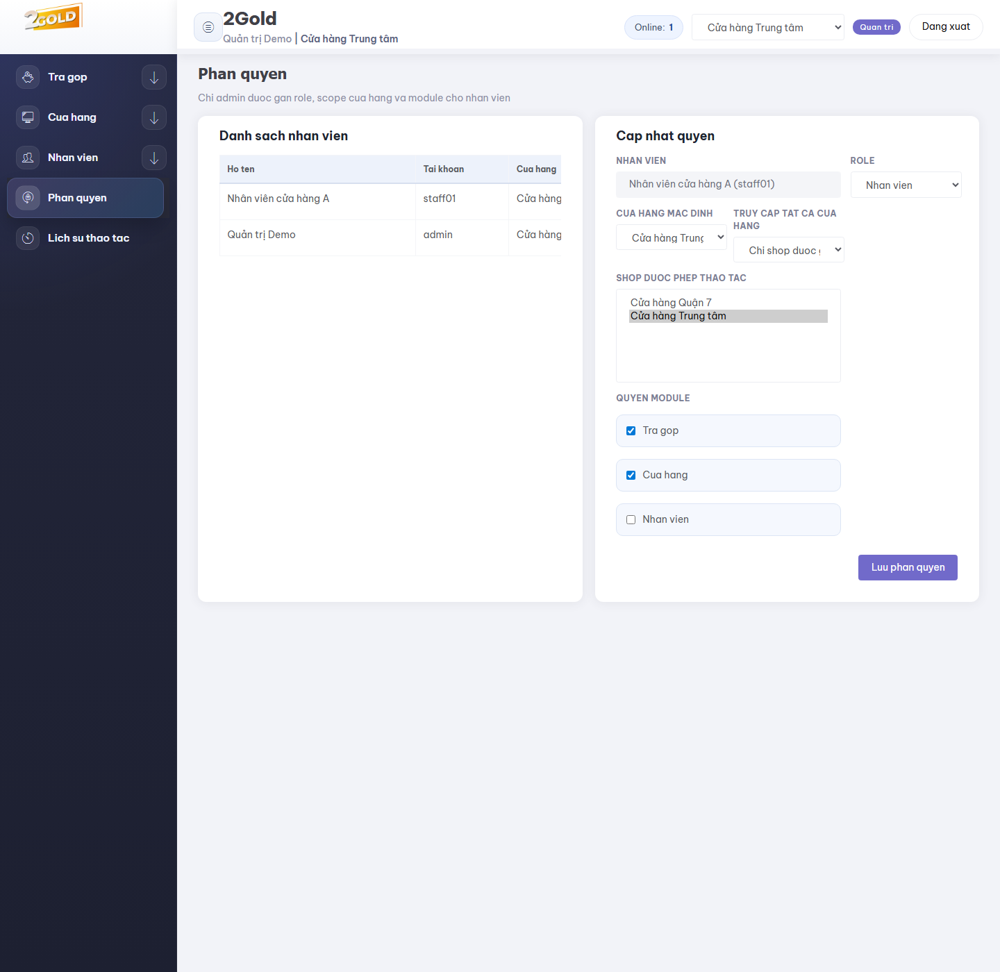 2GOLD
2Gold
Quản trị Demo | Cửa hàng Trung tâm
Online: 1
Cửa hàng Trung tâm
Quan tri
Dang xuat
Tra gop
Cua hang
Nhan vien
Phan quyen
Lich su thao tac
Phan quyen
Chi admin duoc gan role, scope cua hang va module cho nhan vien
Danh sach nhan vien
Ho ten Tai khoan Cua hang
Nhân viên cửa hàng A staff01 Cửa hàng
Quản trị Demo admin Cửa hàng
Cap nhat quyen
NHAN VIEN
Nhân viên cửa hàng A (staff01)
ROLE
Nhan vien
CUA HANG MAC DINH
Cửa hàng Trung
TRUY CAP TAT CA CUA
HANG
Chi shop duoc
SHOP DUOC PHEP THAO TAC
Cửa hàng Quận 7
Cửa hàng Trung tâm
QUYEN MODULE
Tra gop
Cua hang
Nhan vien
Luu phan quyen